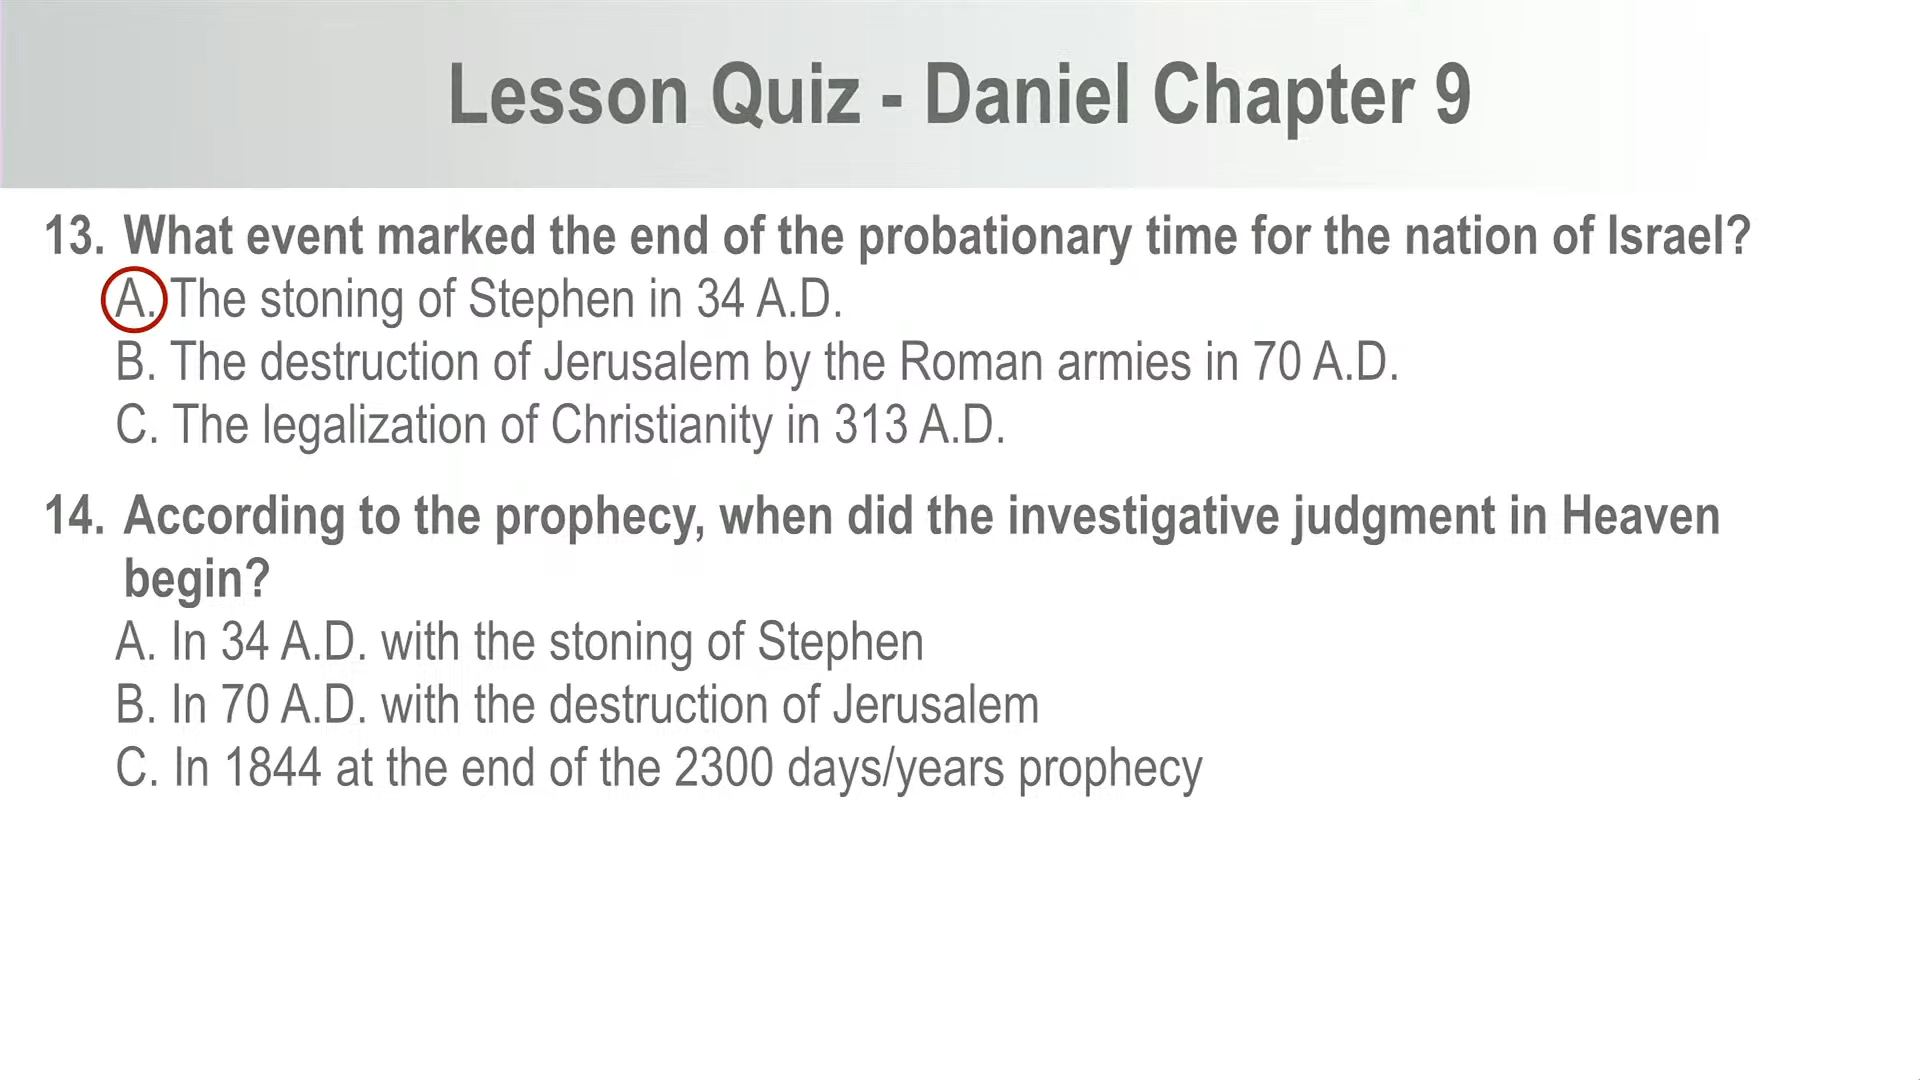 Lesson Quiz - Daniel Chapter 9
13. What event marked the end of the probationary time for the nation of Israel?
A. The stoning of Stephen in 34 A.D.
B. The destruction of Jerusalem by the Roman armies in 70 A.D.
C. The legalization of Christianity in 313 A.D.
14. According to the prophecy, when did the investigative judgment in Heaven
begin?
A. In 34 A.D. with the stoning of Stephen
B. In 70 A.D. with the destruction of Jerusalem
C. In 1844 at the end of the 2300 days/years prophecy